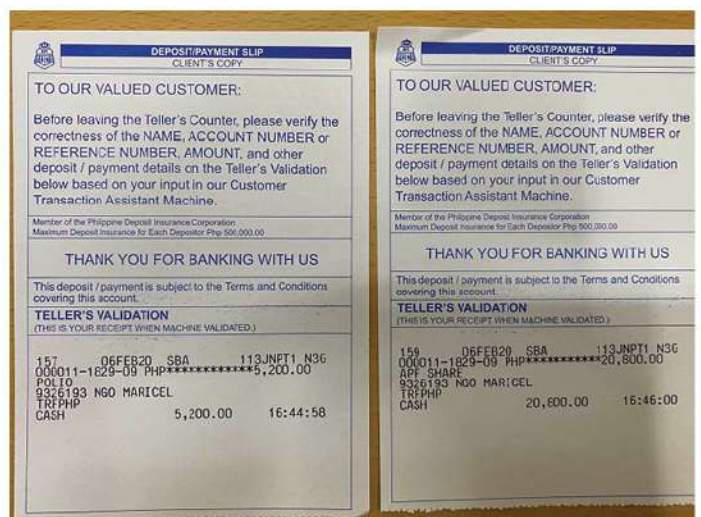 DEPOSIT/PAYMENT SLIP
CLIENT'S COPY
TO OUR VALUED CUSTOMER:
Before leaving the Teller's Counter, please verify the
correctness of the NAME, ACCOUNT NUMBER or
REFERENCE NUMBER, AMOUNT, and other
deposit / payment details on the Teller's Validation
below based on your input in our Customer
Transaction Assistant Machine.
Member of the Philippine Deposit Insurance Corporation
Maximum Deposit Insurance for Each Depositor Php 500,000.00
THANK YOU FOR BANKING WITH US
This deposit / payment is subject to the Terms and Conditions
covering this account.
TELLER'S VALIDATION
(THIS IS YOUR RECEIPT WHEN MACHINE VALIDATED.)
157 06FEB20 SBA 113JNPT1 N36
000011-1829-09 PHP************5,200.00
POLIO
9326193 NGO MARICEL
TRFPHP
CASH 5,200.00 16:44:58
DEPOSIT/PAYMENT SLIP
CLIENT'S COPY
TO OUR VALUED CUSTOMER:
Before leaving the Teller's Counter, please verify the
correctness of the NAME, ACCOUNT NUMBER or
REFERENCE NUMBER, AMOUNT, and other
deposit / payment details on the Teller's Validation
below based on your input in our Customer
Transaction Assistant Machine.
Member of the Philippine Deposit Insurance Corporation
Maximum Deposit Insurance for Each Depositor Php 500,000.00
THANK YOU FOR BANKING WITH US
This deposit / payment is subject to the Terms and Conditions
covering this account.
TELLER'S VALIDATION
(THIS IS YOUR RECEIPT WHEN MACHINE VALIDATED.)
159 06FEB20 SBA 113JNPT1 N36
000011-1829-09 PHP***********20,800.00
APF SHARE
9326193 NGO MARICEL
TRFPHP
CASH 20,800.00 16:46:00